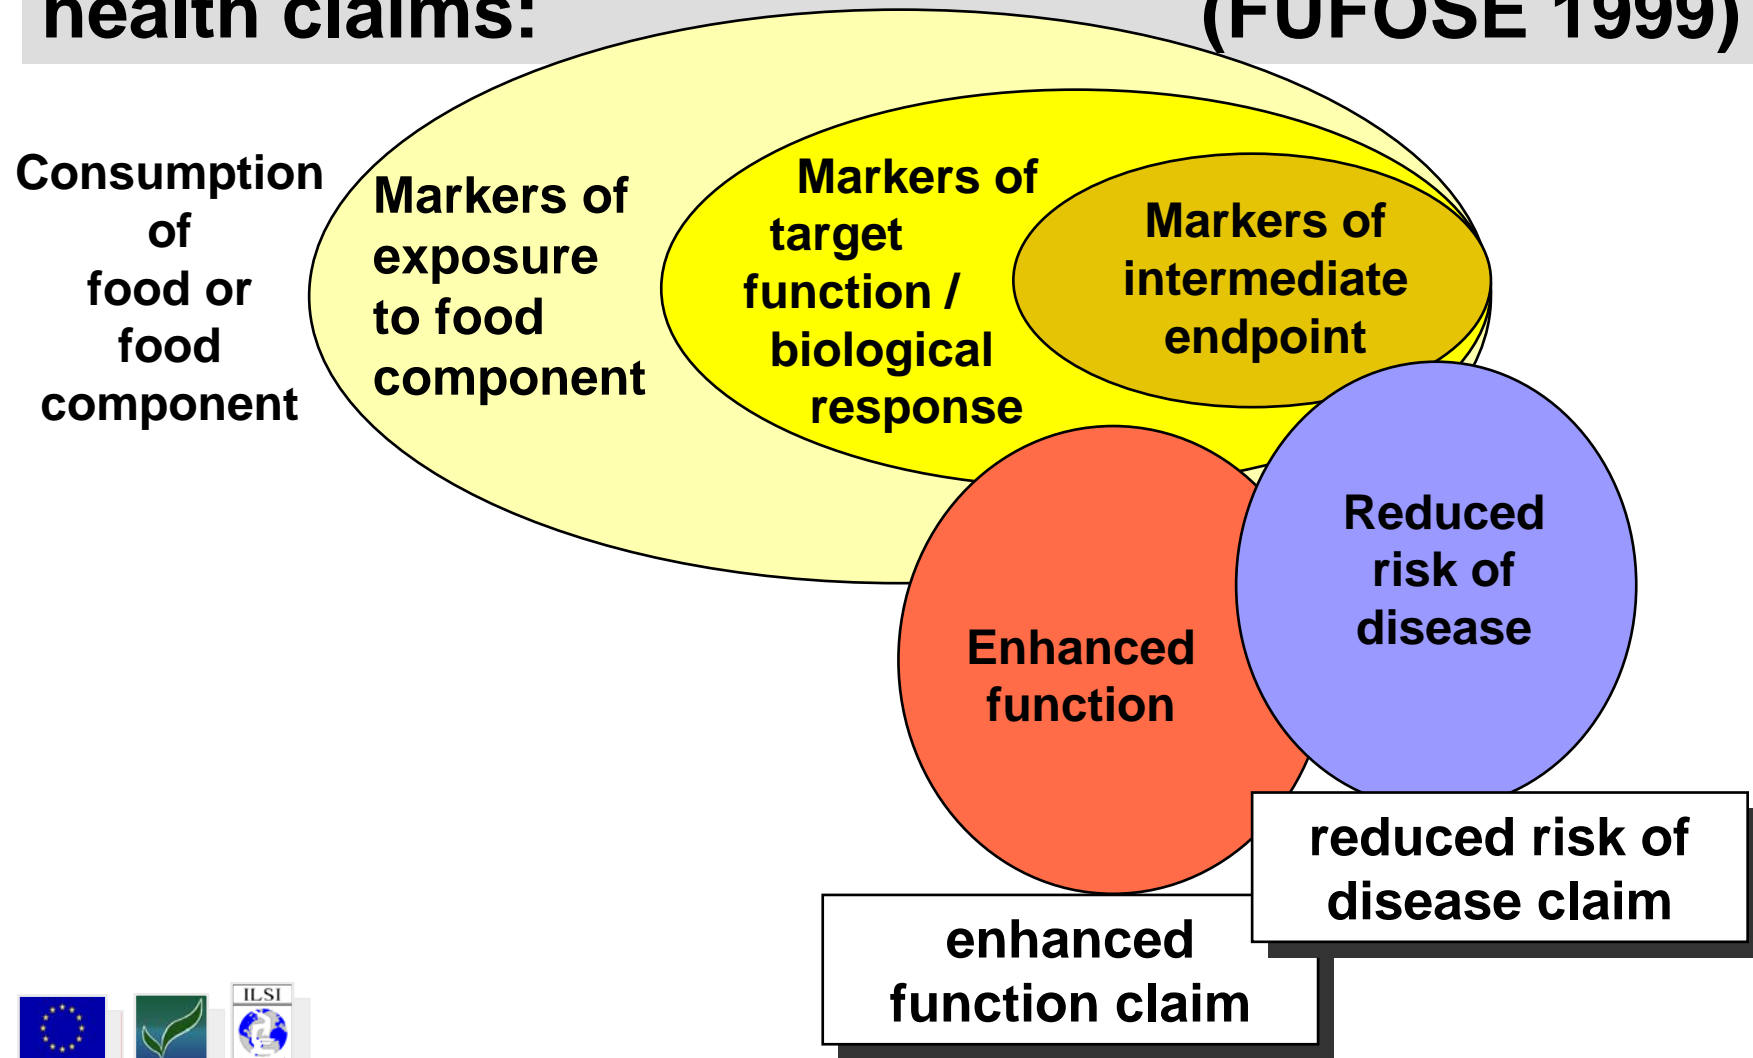 health claims: (FUFOSE 1999)
Consumption
of
food or
food
component
Markers of
exposure
to food
component
Markers of
target
function /
biological
response
Markers of
intermediate
endpoint
Reduced
risk of
disease
Enhanced
function
reduced risk of
disease claim
enhanced
function claim
ILSI